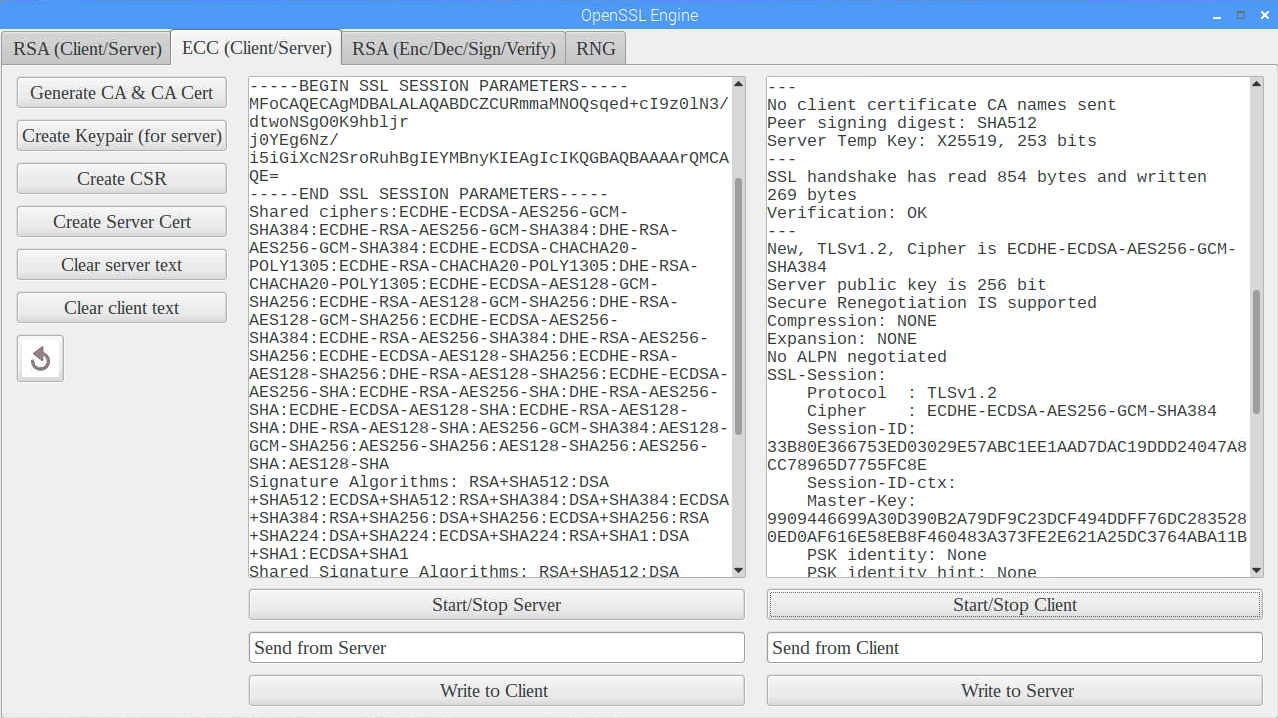 OpenSSL Engine
RSA (Client/Server)
ECC (Client/Server)
RSA (Enc/Dec/Sign/Verify)
RNG
Generate CA & CA Cert
Create Keypair (for server)
Create CSR
Create Server Cert
Clear server text
Clear client text
-----BEGIN SSL SESSION PARAMETERS-----
MFoCAQECAgMDBALALAQABDCZCURmmaMNOQsqed+cI9z0lN3/
dtwoNSgO0K9hbljr
j0YEg6Nz/
i5iGiXcN2SroRuhBgIEYMBnyKIEAgIcIKQGBAQBAAAArQMCA
QE=
-----END SSL SESSION PARAMETERS-----
Shared ciphers:ECDHE-ECDSA-AES256-GCM-
SHA384:ECDHE-RSA-AES256-GCM-SHA384:DHE-RSA-
AES256-GCM-SHA384:ECDHE-ECDSA-CHACHA20-
POLY1305:ECDHE-RSA-CHACHA20-POLY1305:DHE-RSA-
CHACHA20-POLY1305:ECDHE-ECDSA-AES128-GCM-
SHA256:ECDHE-RSA-AES128-GCM-SHA256:DHE-RSA-
AES128-GCM-SHA256:ECDHE-ECDSA-AES256-
SHA384:ECDHE-RSA-AES256-SHA384:DHE-RSA-AES256-
SHA256:ECDHE-ECDSA-AES128-SHA256:ECDHE-RSA-
AES128-SHA256:DHE-RSA-AES128-SHA256:ECDHE-ECDSA-
AES256-SHA:ECDHE-RSA-AES256-SHA:DHE-RSA-AES256-
SHA:ECDHE-ECDSA-AES128-SHA:ECDHE-RSA-AES128-
SHA:DHE-RSA-AES128-SHA:AES256-GCM-SHA384:AES128-
GCM-SHA256:AES256-SHA256:AES128-SHA256:AES256-
SHA:AES128-SHA
Signature Algorithms: RSA+SHA512:DSA
+SHA512:ECDSA+SHA512:RSA+SHA384:DSA+SHA384:ECDSA
+SHA384:RSA+SHA256:DSA+SHA256:ECDSA+SHA256:RSA
+SHA224:DSA+SHA224:ECDSA+SHA224:RSA+SHA1:DSA
+SHA1:ECDSA+SHA1
Shared Signature Algorithms: RSA+SHA512:DSA
Start/Stop Server
Send from Server
Write to Client
---
No client certificate CA names sent
Peer signing digest: SHA512
Server Temp Key: X25519, 253 bits
---
SSL handshake has read 854 bytes and written
269 bytes
Verification: OK
---
New, TLSv1.2, Cipher is ECDHE-ECDSA-AES256-GCM-
SHA384
Server public key is 256 bit
Secure Renegotiation IS supported
Compression: NONE
Expansion: NONE
No ALPN negotiated
SSL-Session:
Protocol : TLSv1.2
Cipher : ECDHE-ECDSA-AES256-GCM-SHA384
Session-ID:
33B80E366753ED03029E57ABC1EE1AAD7DAC19DDD24047A8
CC78965D7755FC8E
Session-ID-ctx:
Master-Key:
9909446699A30D390B2A79DF9C23DCF494DDFF76DC283528
0ED0AF616E58EB8F460483A373FE2E621A25DC3764ABA11B
PSK identity: None
PSK identity hint: None
Start/Stop Client
Send from Client
Write to Server